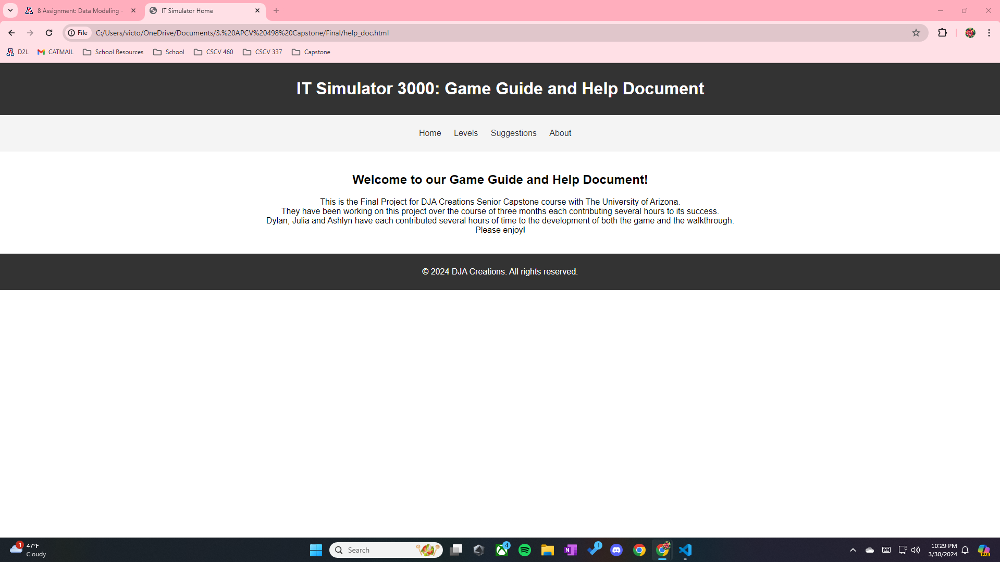 8 Assignment: Data Modeling -
IT Simulator Home
File
C:/Users/victo/OneDrive/Documents/3.%20APCV%20498%20Capstone/Final/help_doc.html
D2L
CATMAIL
School Resources
School
CSCV 460
CSCV 337
Capstone
IT Simulator 3000: Game Guide and Help Document
Home
Levels
Suggestions
About
Welcome to our Game Guide and Help Document!
This is the Final Project for DJA Creations Senior Capstone course with The University of Arizona.
They have been working on this project over the course of three months each contributing several hours to its success.
Dylan, Julia and Ashlyn have each contributed several hours of time to the development of both the game and the walkthrough.
Please enjoy!
© 2024 DJA Creations. All rights reserved.
1
47°F
Cloudy
Search
4
N
1
10:29 PM
3/30/2024
PRE